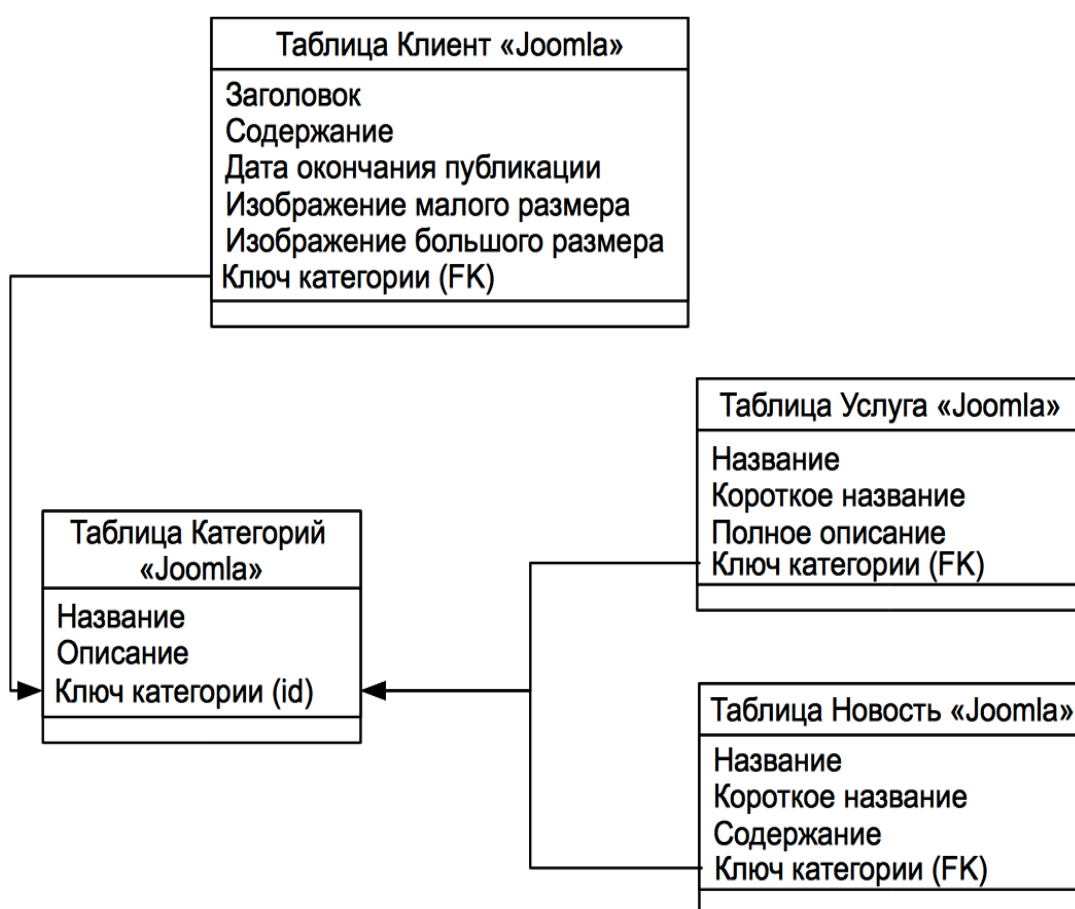 Таблица Клиент «Joomla»
Заголовок
Содержание
Дата окончания публикации
Изображение малого размера
Изображение большого размера
Ключ категории (FK)
Таблица Услуга «Joomla»
Название
Короткое название
Полное описание
Ключ категории (FK)
Таблица Категорий
«Joomla»
Название
Описание
Ключ категории (id)
Таблица Новость «Joomla»
Название
Короткое название
Содержание
Ключ категории (FK)